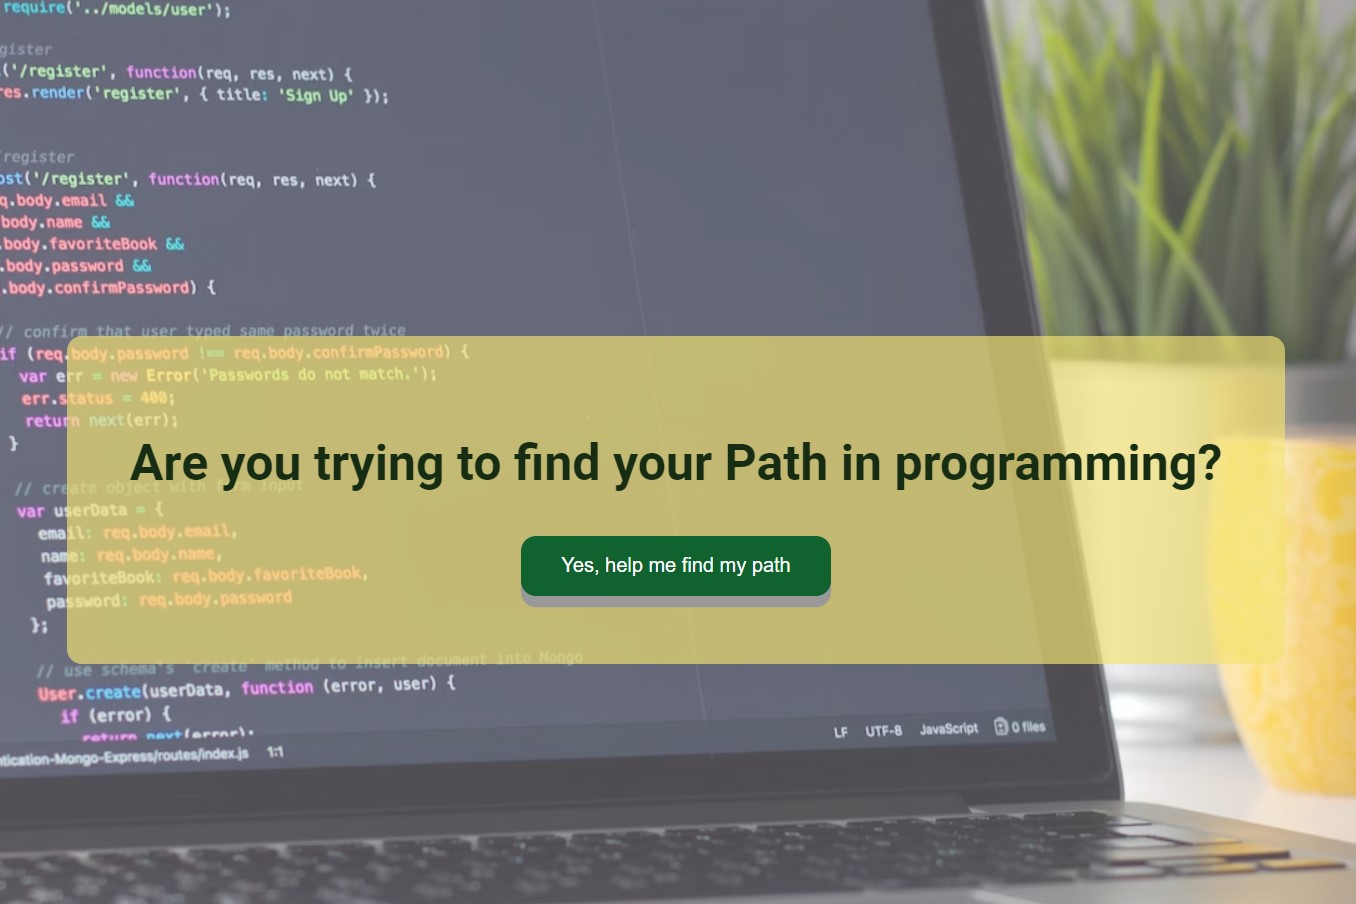 require('../models/user');
gister
('/register', function(req, res, next) {
res.render('register', { title: 'Sign Up' });
/register
ost('/register', function(req, res, next) {
q.body.email &&
body.name &&
.body.favoriteBook &&
.body.password &&
.body.confirmPassword) {
// confirm that user typed same password twice
if (req.body.password !== req.body.confirmPassword) {
var err = new Error('Passwords do not match.');
err.status = 400;
return next(err);
}
Are you trying to find your Path in programming?
// create object with form input
var userData = {
email: req.body.email,
name: req.body.name,
favoriteBook: req.body.favoriteBook,
password: req.body.password
};
Yes, help me find my path
// use schema's `create` method to insert document into Mongo
User.create(userData, function (error, user) {
if (error) {
return next(error);
ntication-Mongo-Express/routes/index.js 1:1
LF UTF-8 JavaScript 0 files